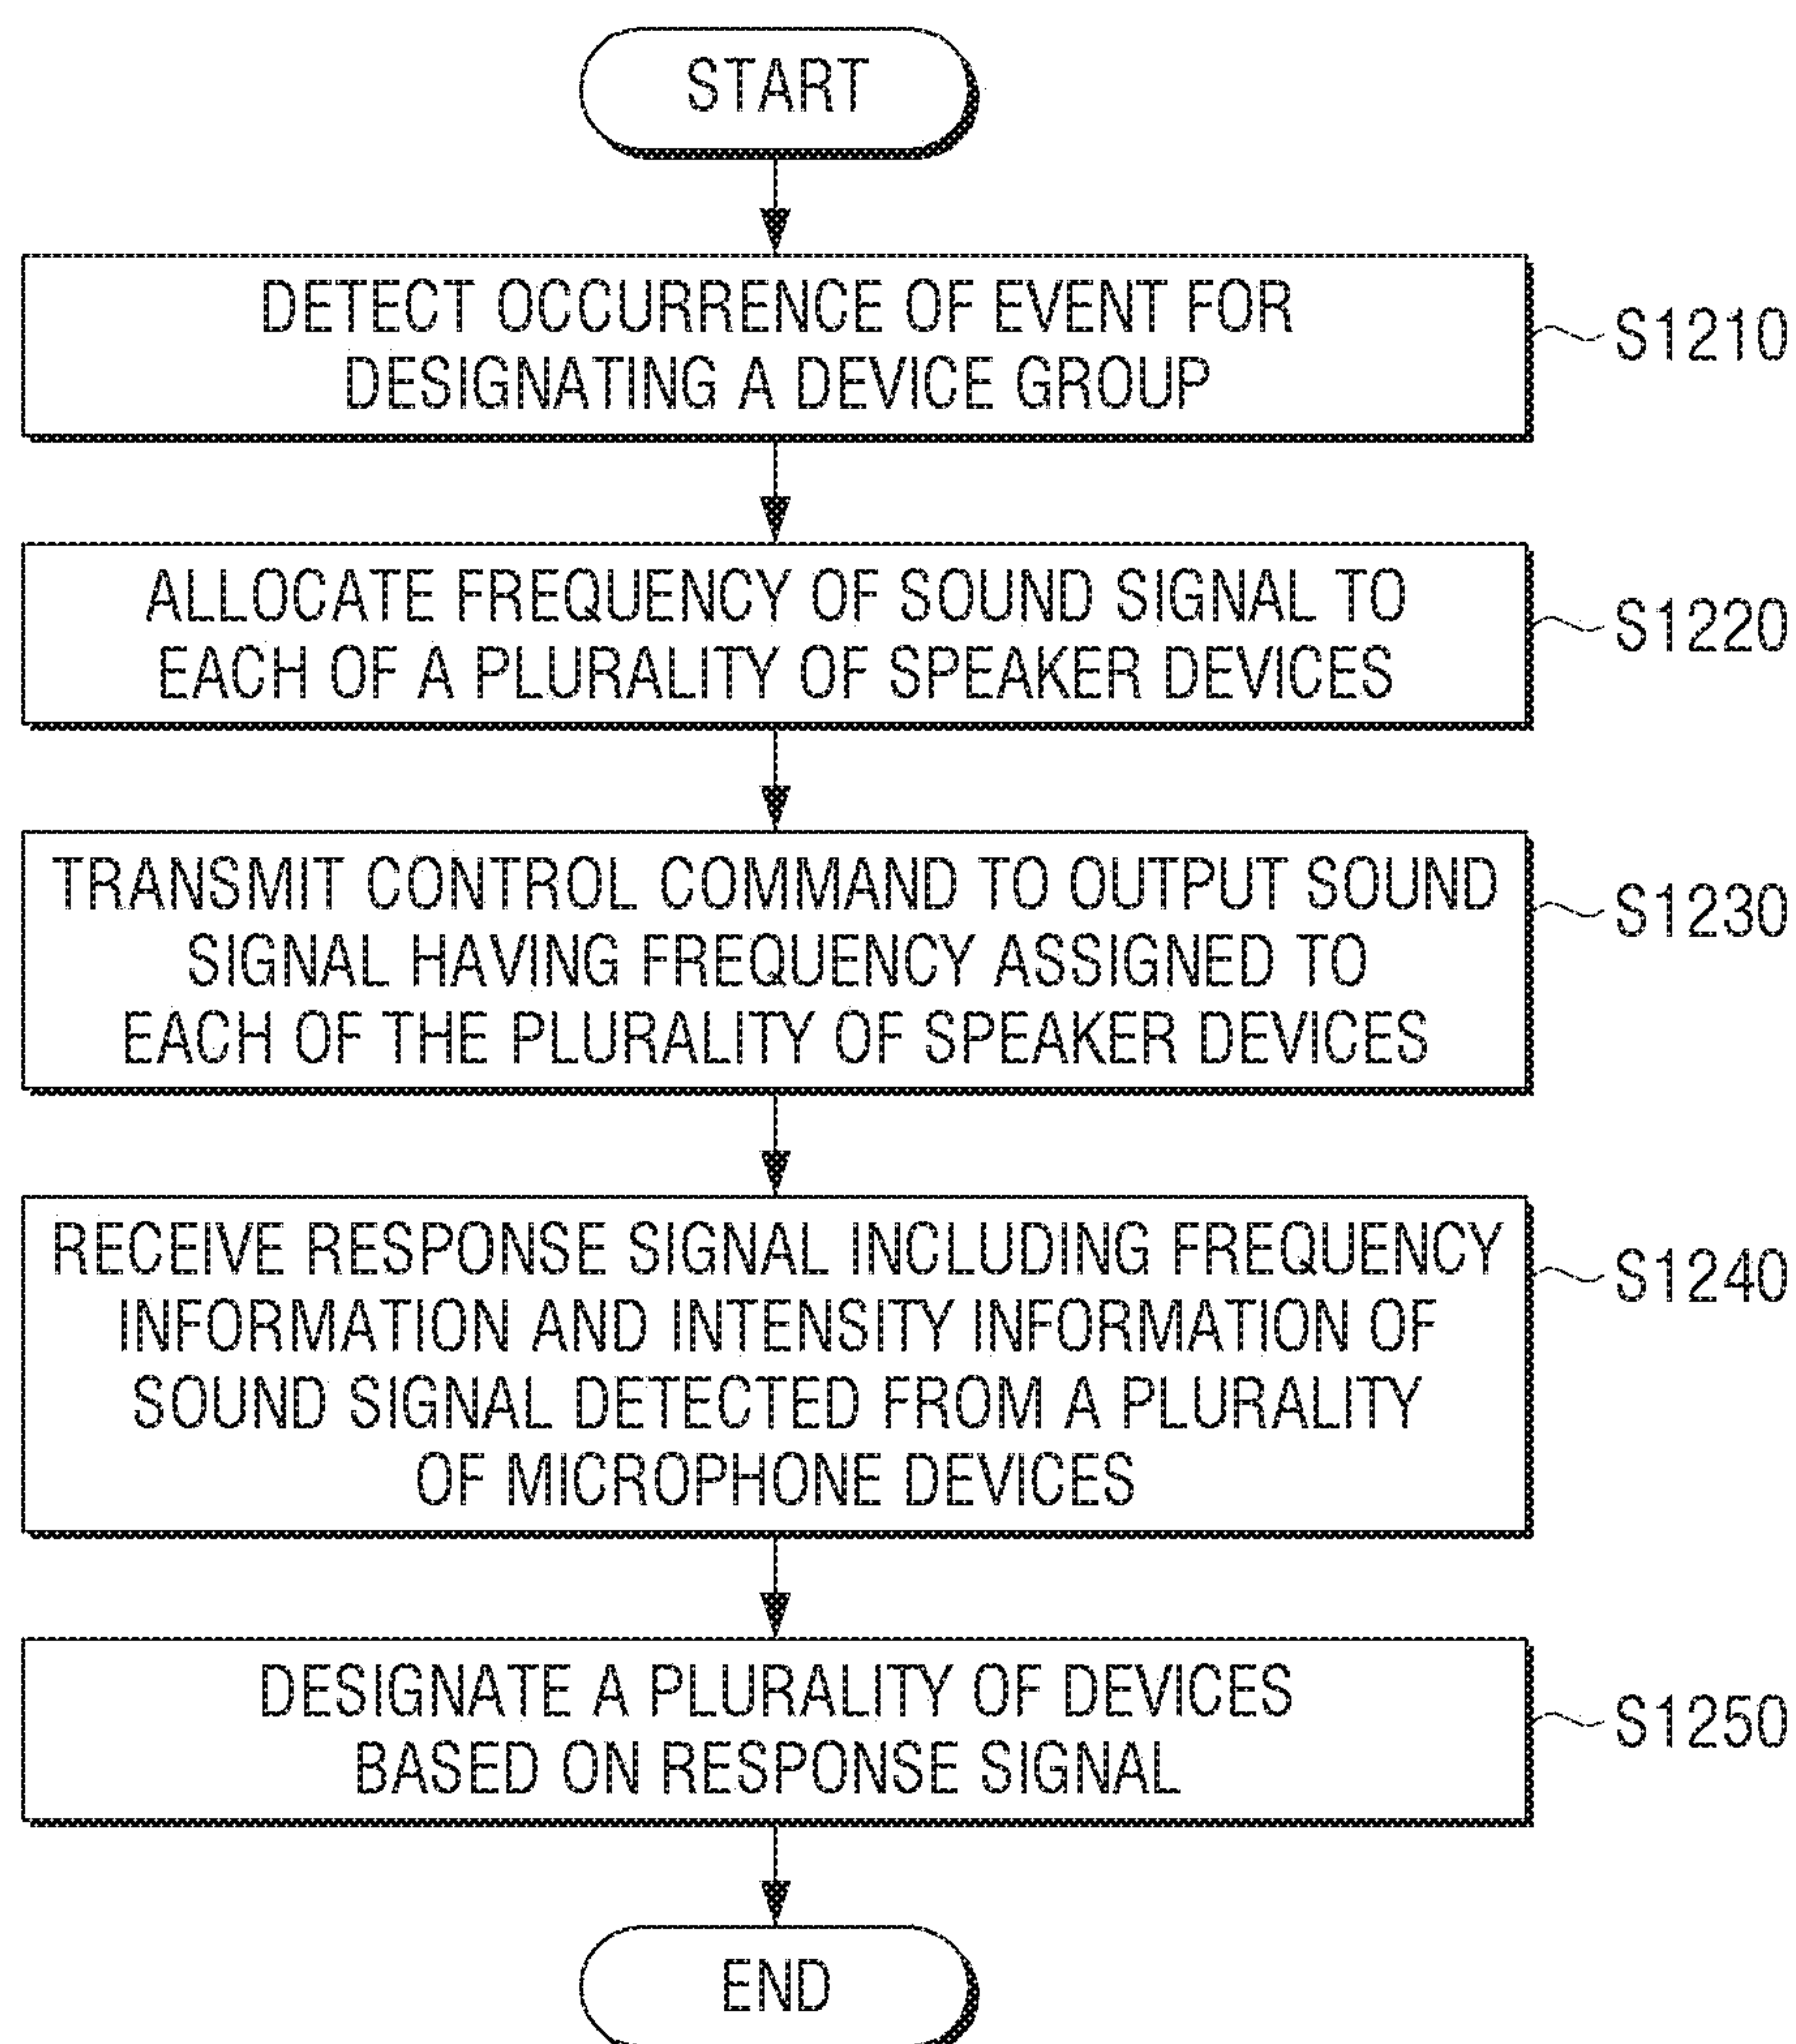 START
DETECT OCCURRENCE OF EVENT FOR
DESIGNATING A DEVICE GROUP
S1210
ALLOCATE FREQUENCY OF SOUND SIGNAL TO
EACH OF A PLURALITY OF SPEAKER DEVICES
S1220
TRANSMIT CONTROL COMMAND TO OUTPUT SOUND
SIGNAL HAVING FREQUENCY ASSIGNED TO
EACH OF THE PLURALITY OF SPEAKER DEVICES
S1230
RECEIVE RESPONSE SIGNAL INCLUDING FREQUENCY
INFORMATION AND INTENSITY INFORMATION OF
SOUND SIGNAL DETECTED FROM A PLURALITY
OF MICROPHONE DEVICES
S1240
DESIGNATE A PLURALITY OF DEVICES
BASED ON RESPONSE SIGNAL
S1250
END